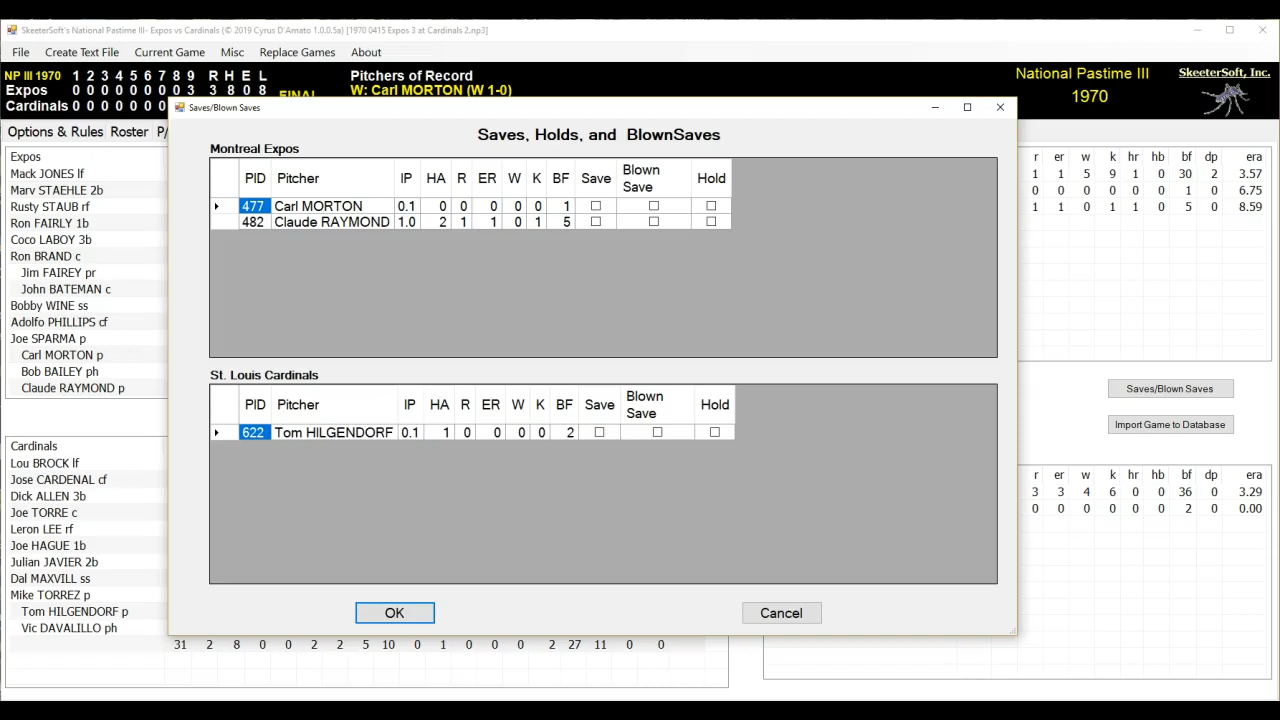 SkeeterSoft's National Pastime III- Expos vs Cardinals (© 2019 Cyrus D'Amato 1.0.0.5a) [1970 0415 Expos 3 at Cardinals 2.np3]
File Create Text File Current Game Misc Replace Games About
NP III 1970 1 2 3 4 5 6 7 8 9 R H E L
Expos 0 0 0 0 0 0 0 0 3 3 8 0 8
Cardinals 0 0 0 0 0 0 0 0
FINAL
Pitchers of Record
W: Carl MORTON (W 1-0)
National Pastime III
1970
SkeeterSoft, Inc.
Options & Rules Roster P/
Saves/Blown Saves
Saves, Holds, and BlownSaves
Montreal Expos
PID Pitcher IP HA R ER W K BF Save Blown Save Hold
477 Carl MORTON 0.1 0 0 0 0 0 1
482 Claude RAYMOND 1.0 2 1 1 0 1 5
St. Louis Cardinals
PID Pitcher IP HA R ER W K BF Save Blown Save Hold
622 Tom HILGENDORF 0.1 1 0 0 0 0 2
OK Cancel
Expos
Mack JONES lf
Marv STAEHLE 2b
Rusty STAUB rf
Ron FAIRLY 1b
Coco LABOY 3b
Ron BRAND c
Jim FAIREY pr
John BATEMAN c
Bobby WINE ss
Adolfo PHILLIPS cf
Joe SPARMA p
Carl MORTON p
Bob BAILEY ph
Claude RAYMOND p
Cardinals
Lou BROCK lf
Jose CARDENAL cf
Dick ALLEN 3b
Joe TORRE c
Leron LEE rf
Joe HAGUE 1b
Julian JAVIER 2b
Dal MAXVILL ss
Mike TORREZ p
Tom HILGENDORF p
Vic DAVALILLO ph
31 2 8 0 0 2 2 5 10 0 1 0 0 0 2 27 11 0 0
r er w k hr hb bf dp era
1 1 5 9 1 0 30 2 3.57
0 0 0 0 0 0 1 0 6.75
1 1 0 1 1 0 5 0 8.59
Saves/Blown Saves
Import Game to Database
r er w k hr hb bf dp era
3 3 4 6 0 0 36 0 3.29
0 0 0 0 0 0 2 0 0.00